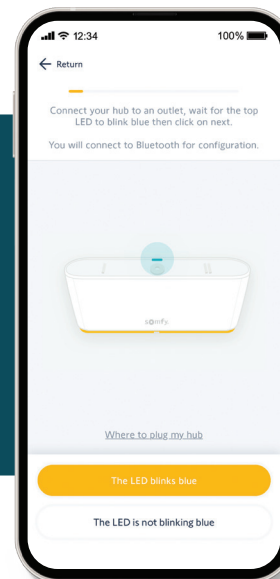 12:34
100%
Return
Connect your hub to an outlet, wait for the top
LED to blink blue then click on next.
You will connect to Bluetooth for configuration.
somfy.
Where to plug my hub
The LED blinks blue
The LED is not blinking blue